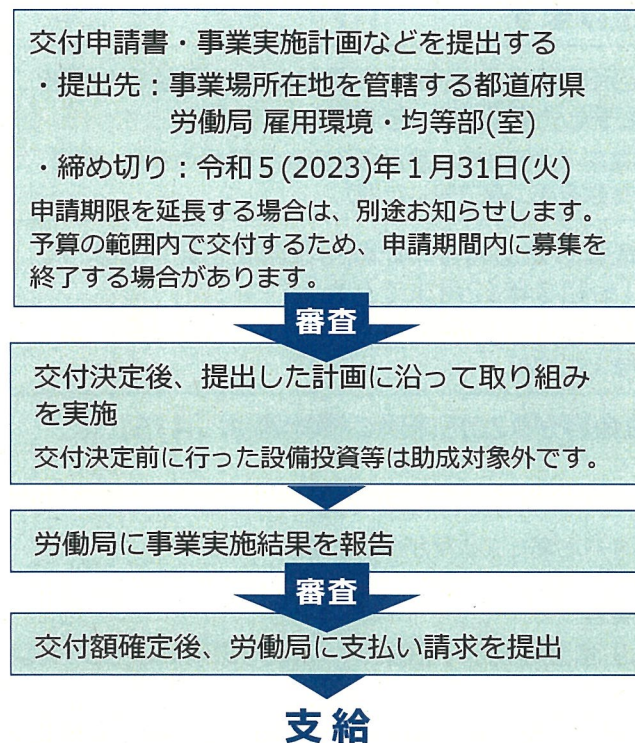 交付申請書・事業実施計画などを提出する
・提出先：事業場所在地を管轄する都道府県
労働局 雇用環境・均等部(室)
・締め切り：令和５(2023)年１月31日(火)
申請期限を延長する場合は、別途お知らせします。
予算の範囲内で交付するため、申請期間内に募集を
終了する場合があります。
審査
交付決定後、提出した計画に沿って取り組み
を実施
交付決定前に行った設備投資等は助成対象外です。
労働局に事業実施結果を報告
審査
交付額確定後、労働局に支払い請求を提出
支給